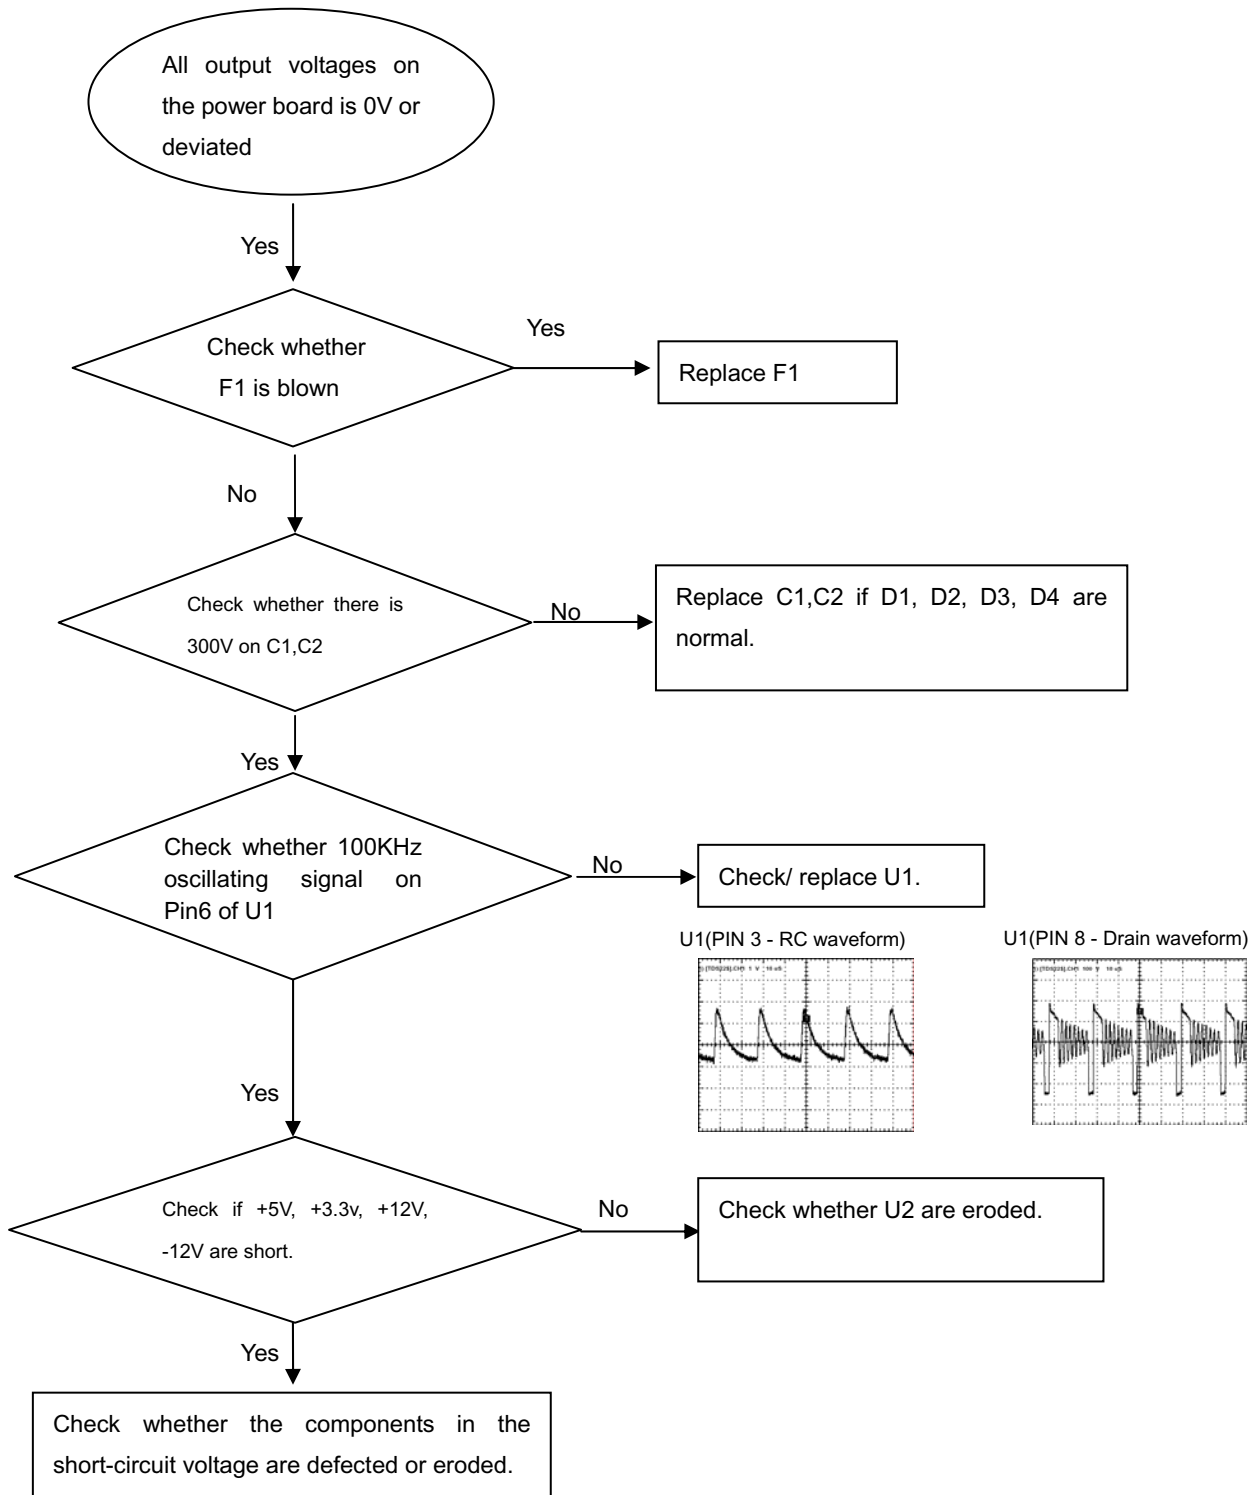 All output voltages on
the power board is 0V or
deviated
Yes
Check whether
F1 is blown
Yes
Replace F1
No
Check whether there is
300V on C1,C2
No
Replace C1,C2 if D1, D2, D3, D4 are
normal.
Yes
Check whether 100KHz
oscillating signal on
Pin6 of U1
No
Check/ replace U1.
U1(PIN 3 - RC waveform)
U1(PIN 8 - Drain waveform)
Yes
Check if +5V, +3.3v, +12V,
-12V are short.
No
Check whether U2 are eroded.
Yes
Check whether the components in the
short-circuit voltage are defected or eroded.